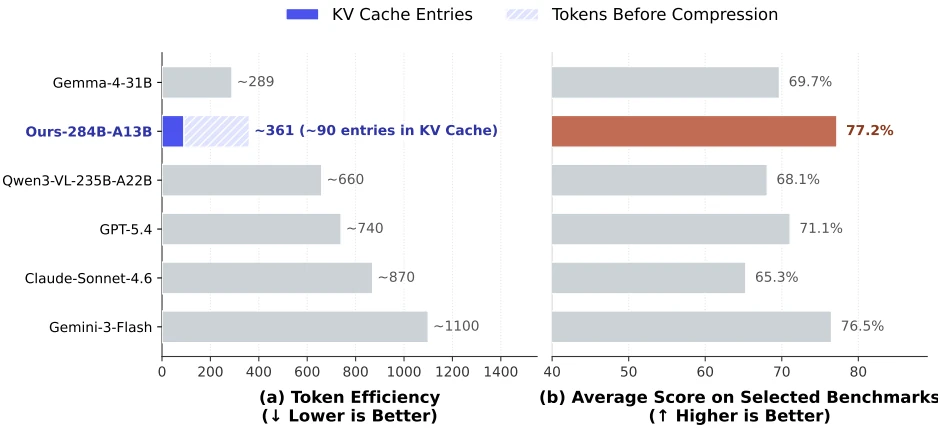 KV Cache Entries Tokens Before Compression
Gemma-4-31B ~289 69.7%
Ours-284B-A13B ~361 (~90 entries in KV Cache) 77.2%
Qwen3-VL-235B-A22B ~660 68.1%
GPT-5.4 ~740 71.1%
Claude-Sonnet-4.6 ~870 65.3%
Gemini-3-Flash ~1100 76.5%
0 200 400 600 800 1000 1200 1400 40 50 60 70 80
(a) Token Efficiency (b) Average Score on Selected Benchmarks
(↓ Lower is Better) (↑ Higher is Better)